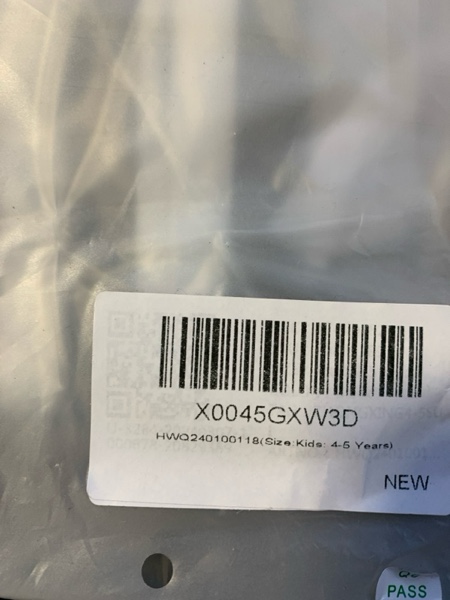 X0045GXW3D
HWQ240100118(Size:Kids: 4-5 Years)
NEW
PASS